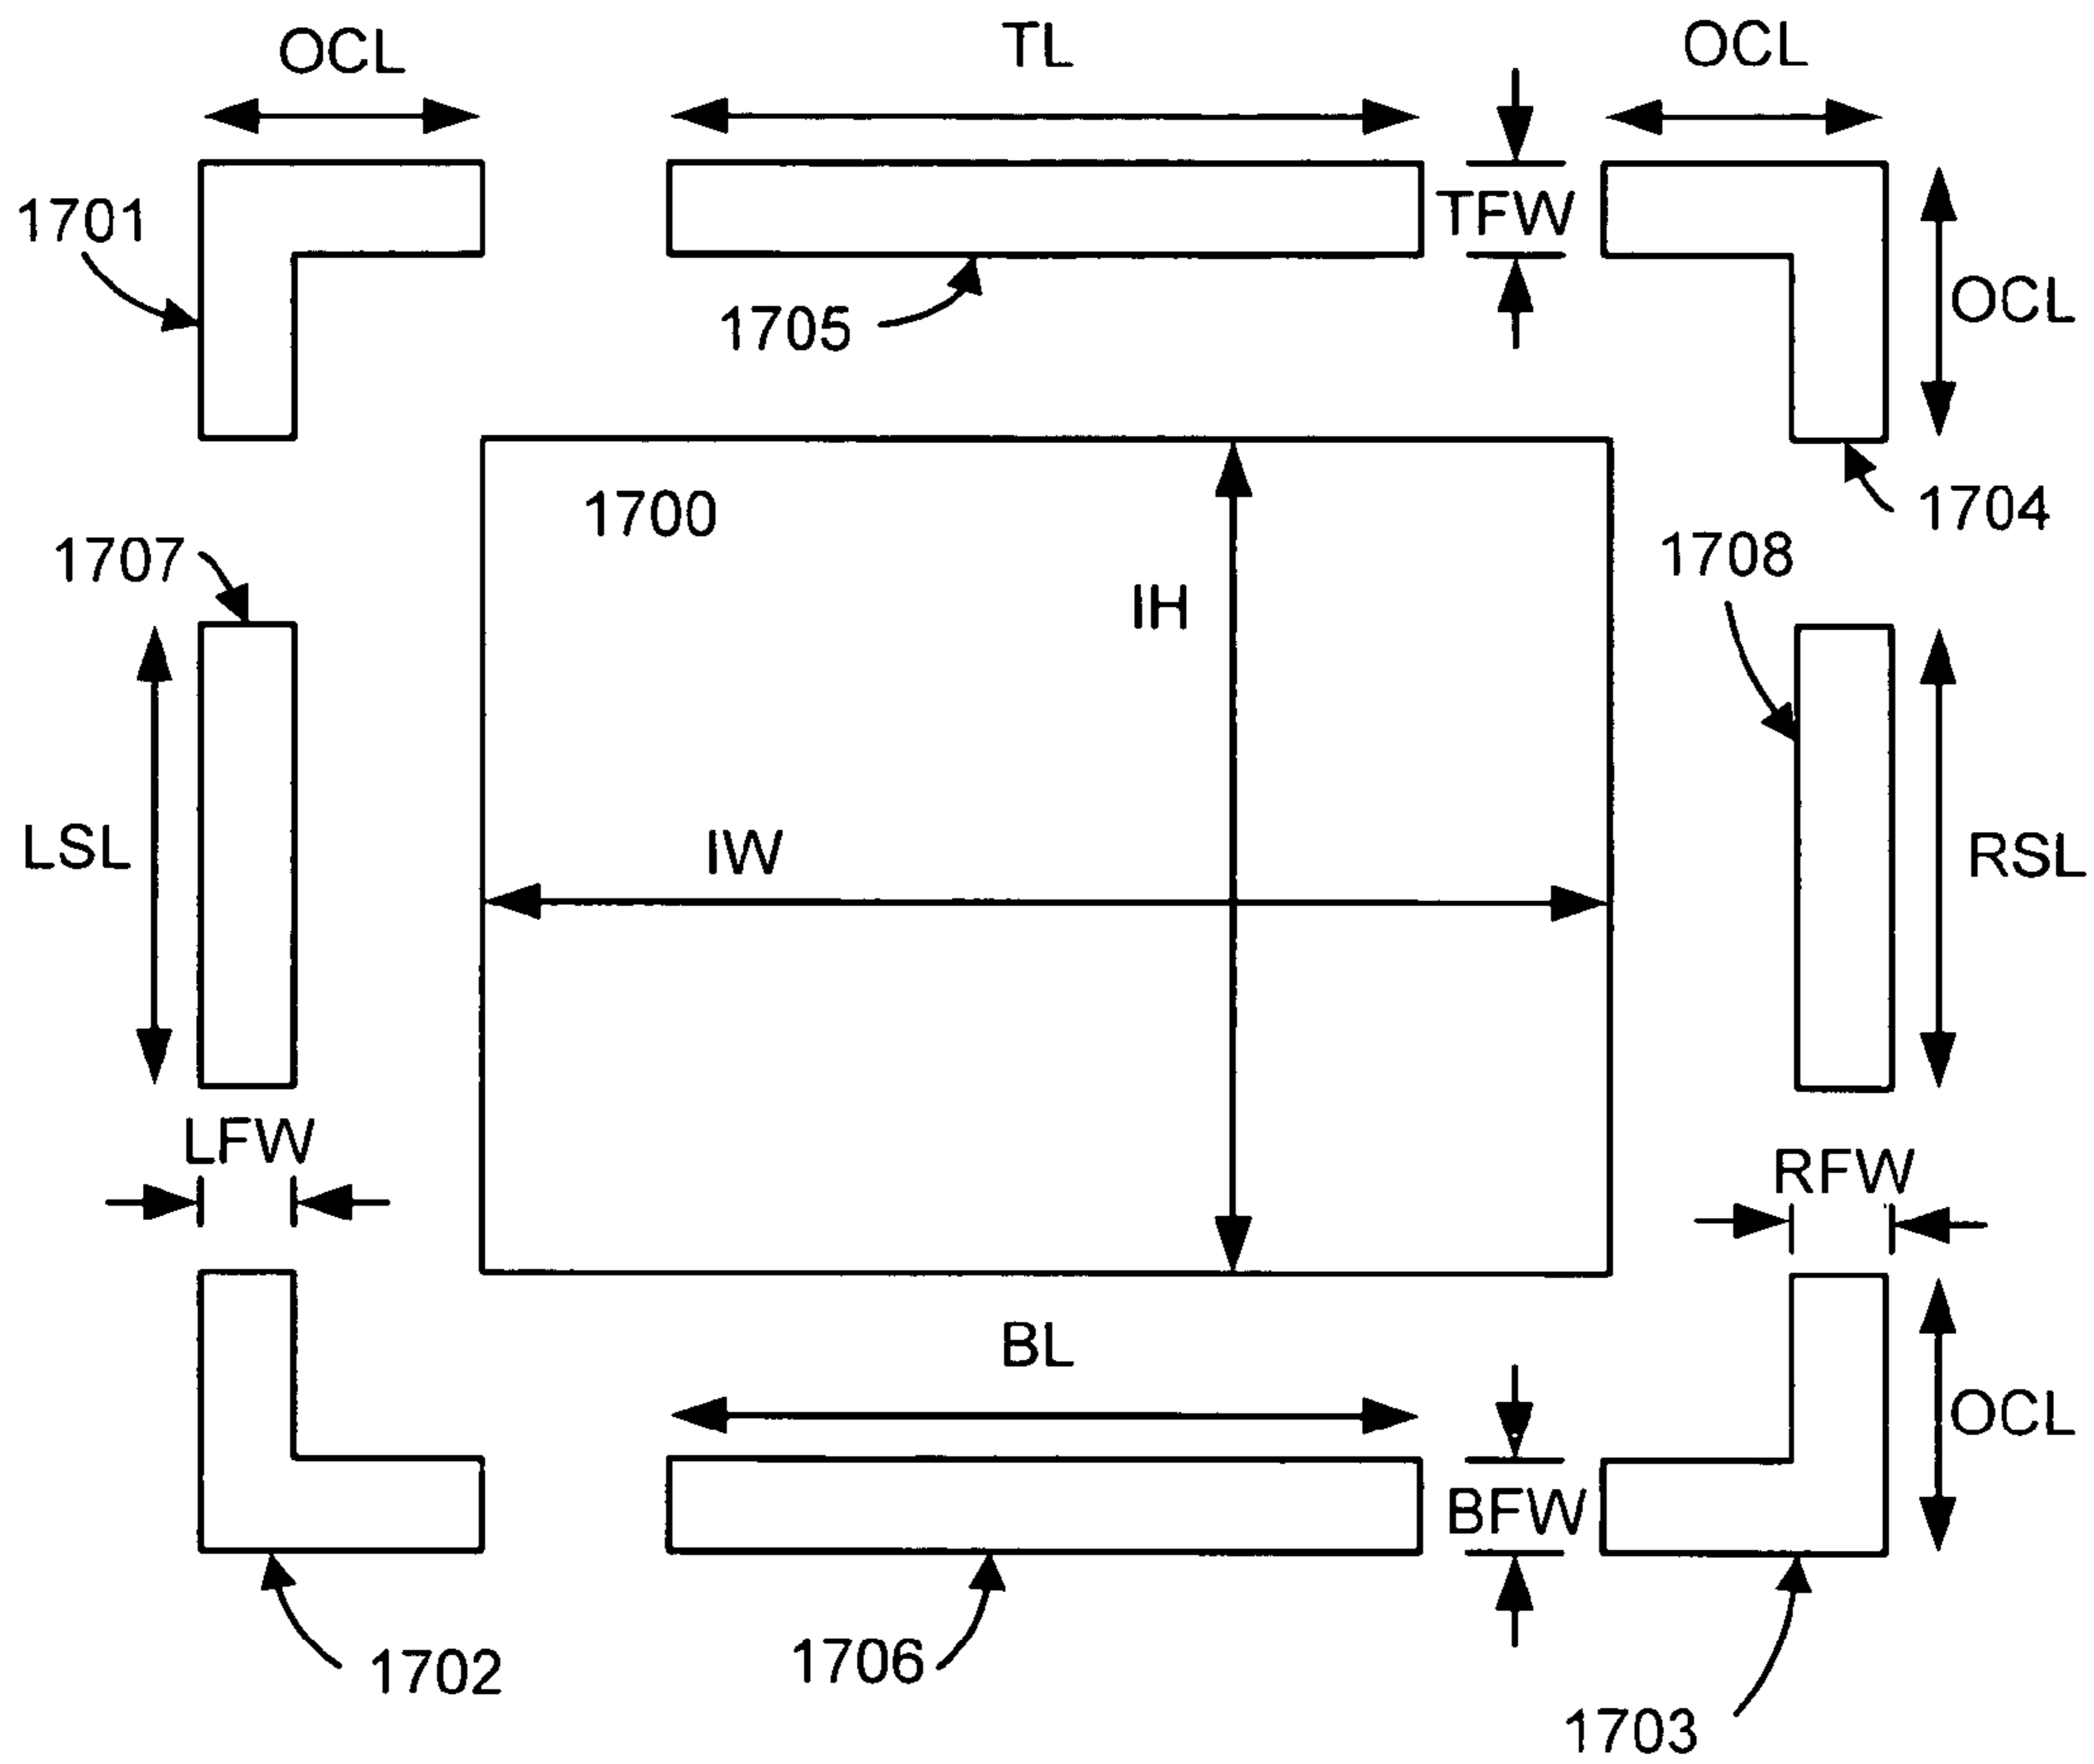 OCL
TL
OCL
1701
TFW
1705
OCL
1700
1704
1707
1708
IH
LSL
IW
RSL
LFW
RFW
BL
OCL
BFW
1702
1706
1703